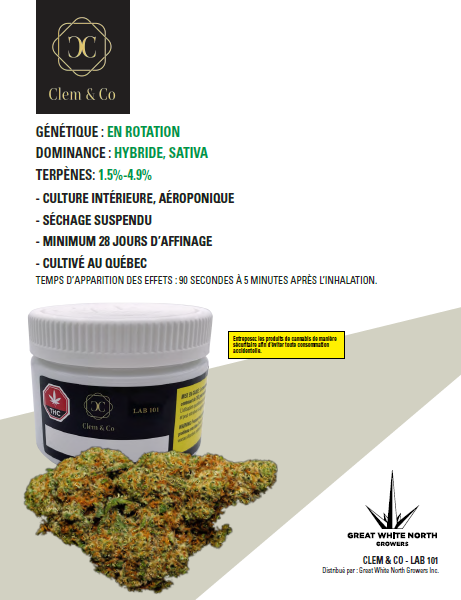 Clem & Co
GÉNÉTIQUE : EN ROTATION
DOMINANCE : HYBRIDE, SATIVA
TERPÈNES: 1.5%-4.9%
- CULTURE INTÉRIEURE, AÉROPONIQUE
- SÉCHAGE SUSPENDU
- MINIMUM 28 JOURS D'AFFINAGE
- CULTIVÉ AU QUÉBEC
TEMPS D'APPARITION DES EFFETS : 90 SECONDES À 5 MINUTES APRÈS L'INHALATION.
Entreposez les produits de cannabis de manière
sécuritaire afin d'éviter toute consommation
accidentelle.
THC
Clem & Co
LAB 101
GREAT WHITE NORTH
GROWERS
CLEM & CO - LAB 101
Distribué par : Great White North Growers Inc.